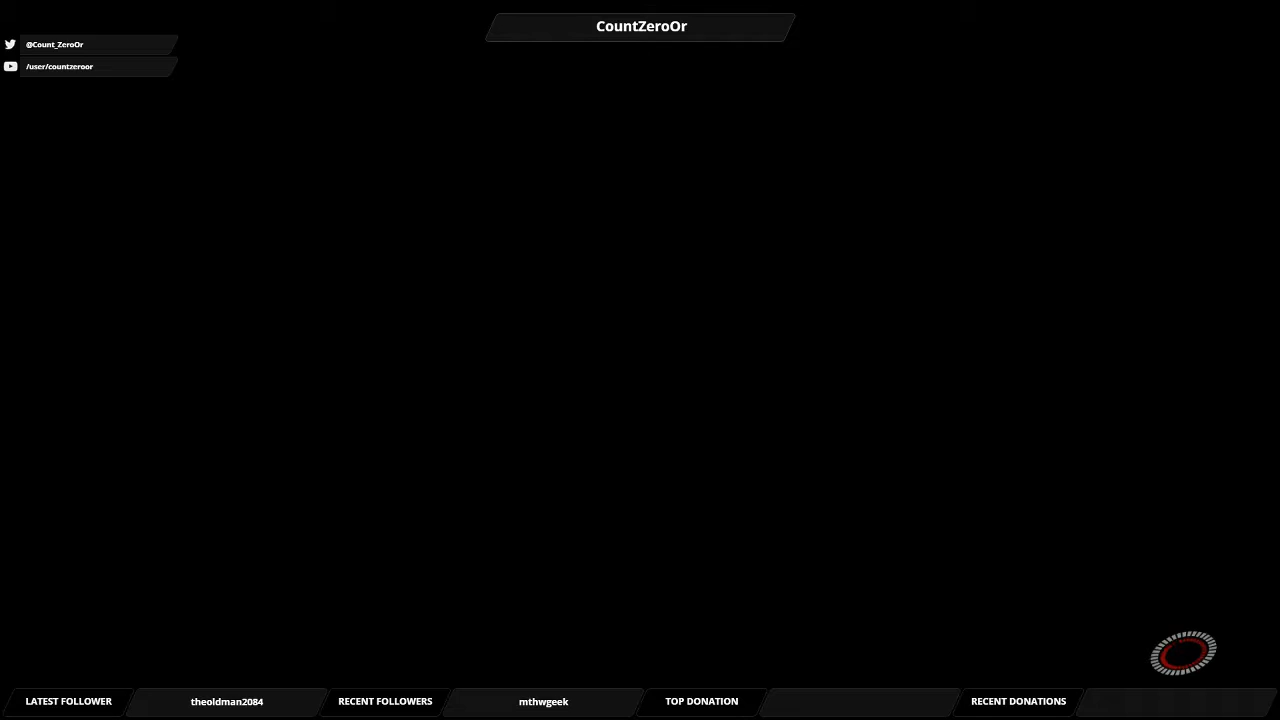 CountZeroOr
@Count_ZeroOr
/user/countzeroor
LATEST FOLLOWER
theoldman2084
RECENT FOLLOWERS
mthwgeek
TOP DONATION
RECENT DONATIONS